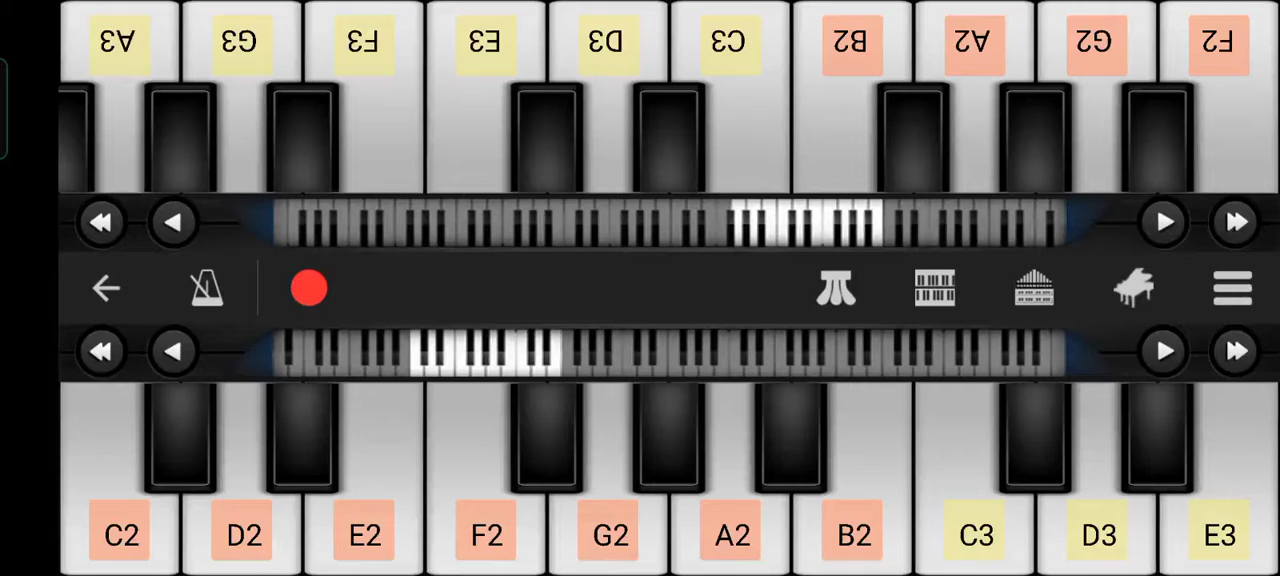 A3 G3 F3 E3 D3 C3 B2 A2 G2 F2
C2 D2 E2 F2 G2 A2 B2 C3 D3 E3